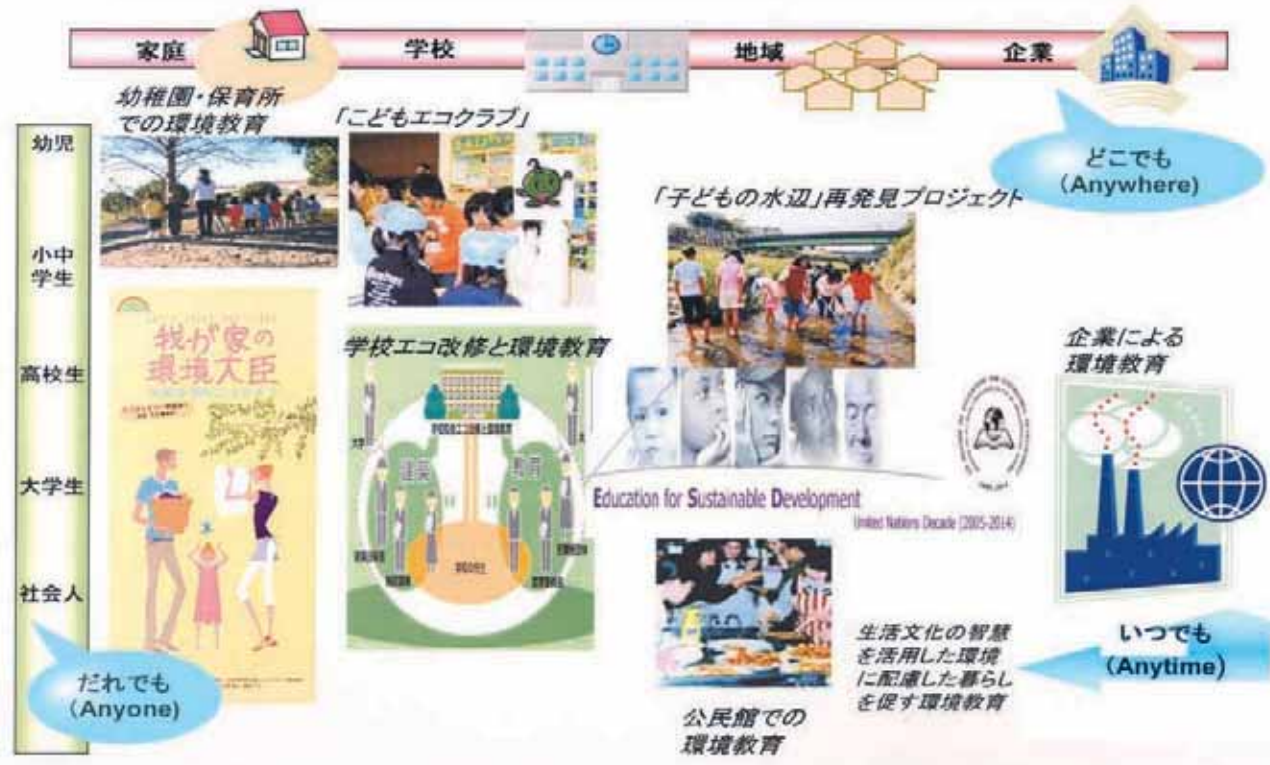 家庭
学校
地域
企業
幼稚園・保育所
での環境教育
「こどもエコクラブ」
どこでも
(Anywhere)
「子どもの水辺」再発見プロジェクト
幼児
小中
学生
高校生
大学生
社会人
だれでも
(Anyone)
我が家の
環境大臣
学校エコ改修と環境教育
建築
教育
Education for Sustainable Development
United Nations Decade (2005-2014)
企業による
環境教育
いつでも
(Anytime)
生活文化の智慧
を活用した環境
に配慮した暮らし
を促す環境教育
公民館での
環境教育